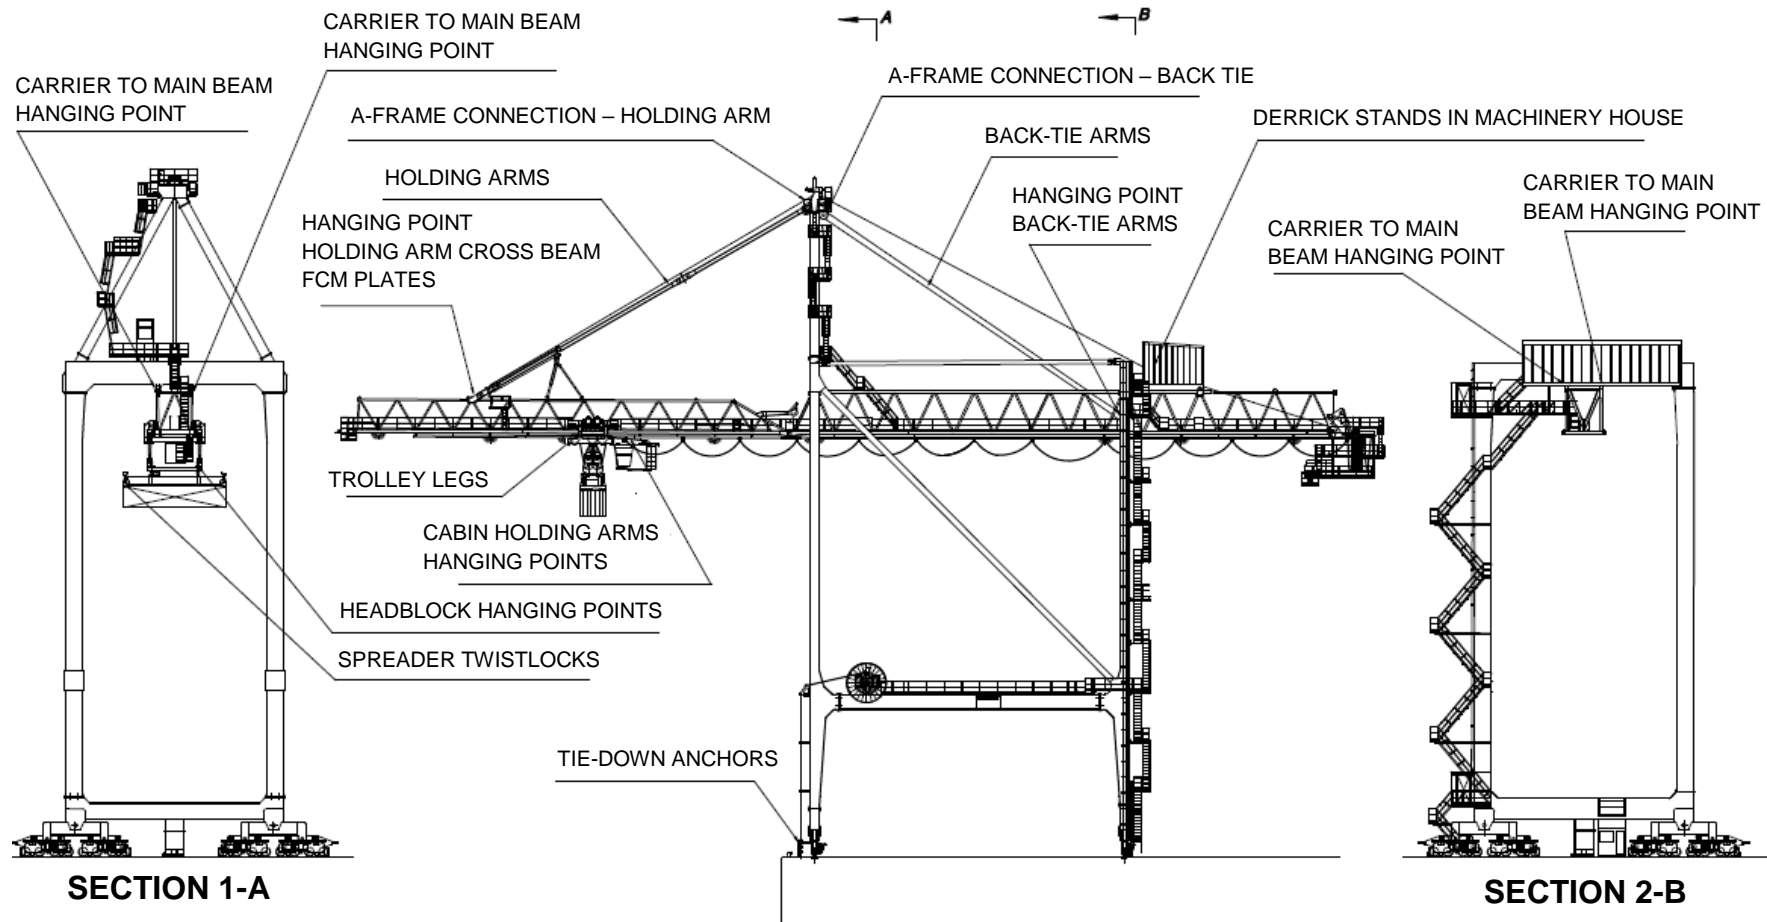 CARRIER TO MAIN BEAM
HANGING POINT
CARRIER TO MAIN BEAM
HANGING POINT
A
B
A-FRAME CONNECTION – HOLDING ARM
A-FRAME CONNECTION – BACK TIE
HOLDING ARMS
BACK-TIE ARMS
DERRICK STANDS IN MACHINERY HOUSE
HANGING POINT
HOLDING ARM CROSS BEAM
FCM PLATES
HANGING POINT
BACK-TIE ARMS
CARRIER TO MAIN
BEAM HANGING POINT
CARRIER TO MAIN
BEAM HANGING POINT
TROLLEY LEGS
CABIN HOLDING ARMS
HANGING POINTS
HEADBLOCK HANGING POINTS
SPREADER TWISTLOCKS
TIE-DOWN ANCHORS
SECTION 1-A
SECTION 2-B